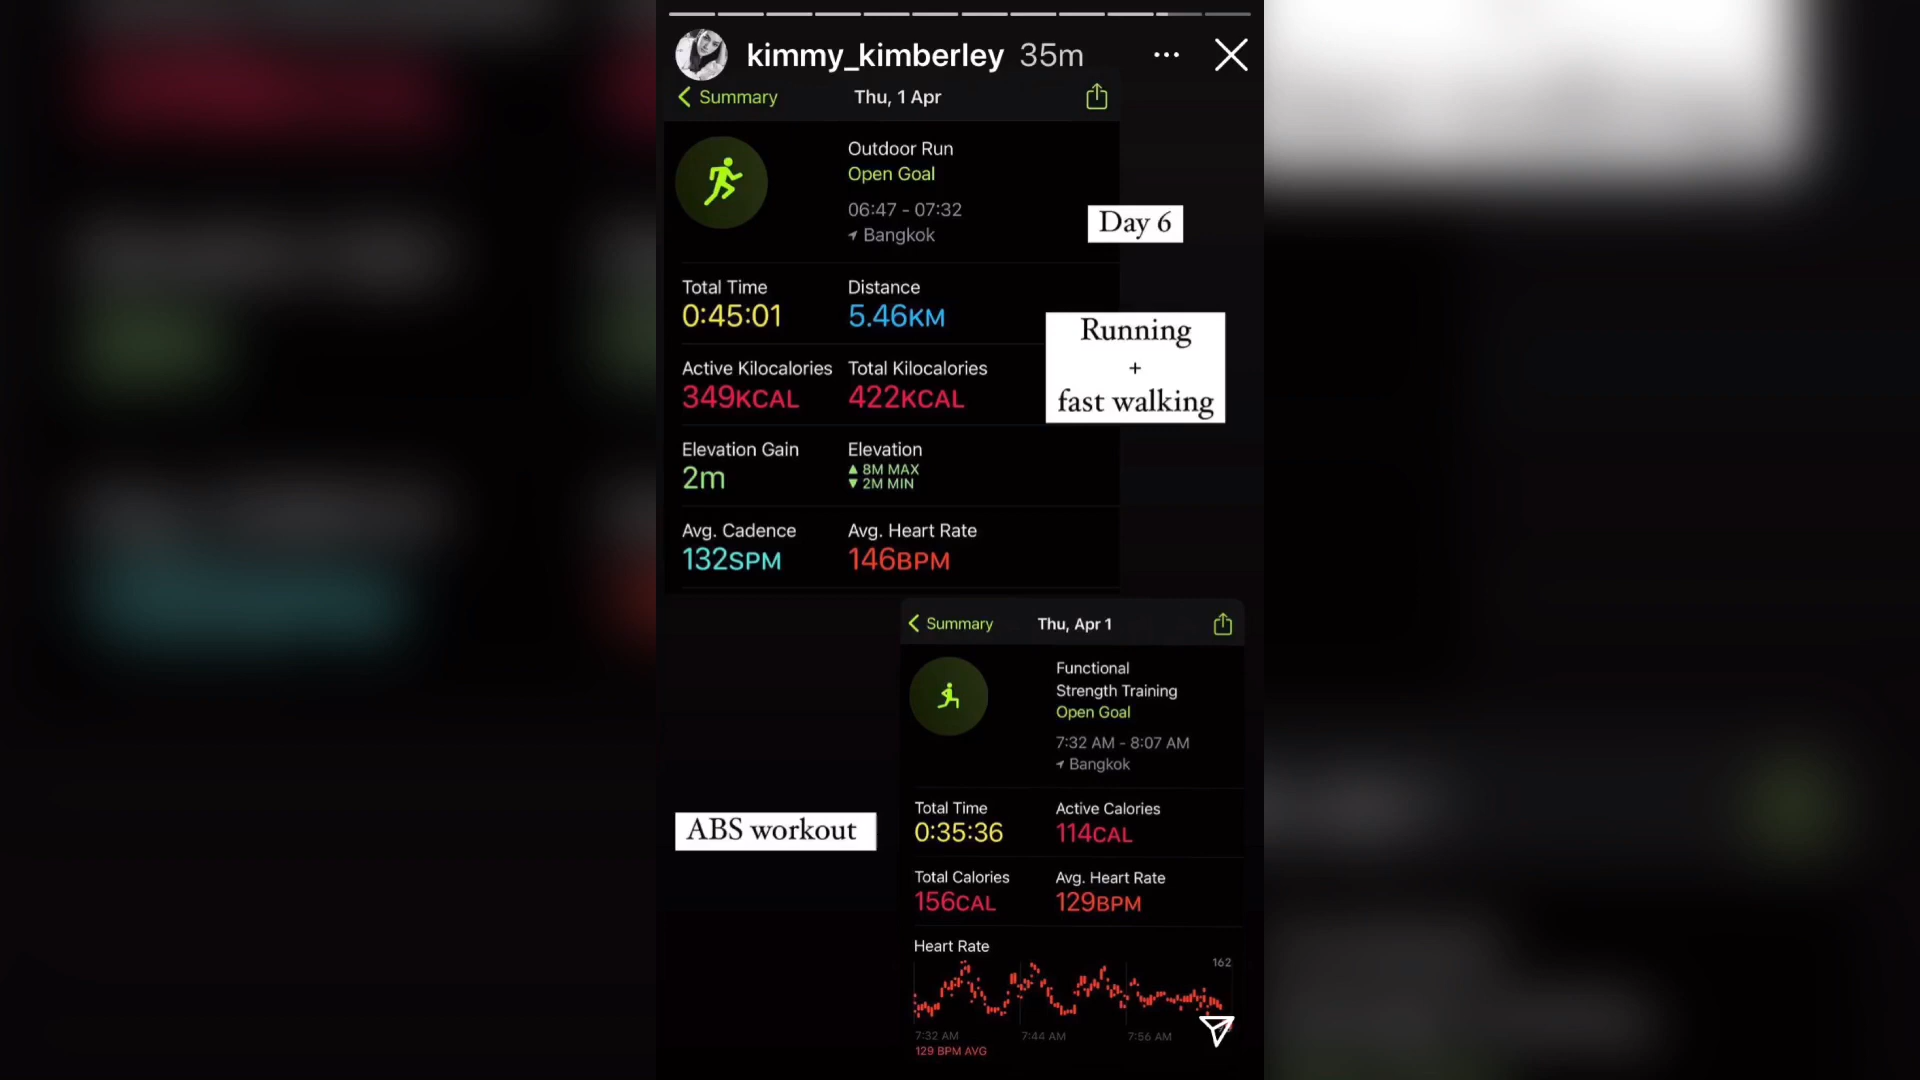 kimmy_kimberley 35m
Summary Thu, 1 Apr
Outdoor Run
Open Goal
06:47 - 07:32
Bangkok
Day 6
Total Time Distance
0:45:01 5.46KM
Running
+
fast walking
Active Kilocalories Total Kilocalories
349KCAL 422KCAL
Elevation Gain Elevation
2m ▲ 8M MAX
▼ 2M MIN
Avg. Cadence Avg. Heart Rate
132SPM 146BPM
Summary Thu, Apr 1
Functional
Strength Training
Open Goal
7:32 AM - 8:07 AM
Bangkok
ABS workout
Total Time Active Calories
0:35:36 114CAL
Total Calories Avg. Heart Rate
156CAL 129BPM
Heart Rate
162
7:32 AM 7:44 AM 7:56 AM
129 BPM AVG